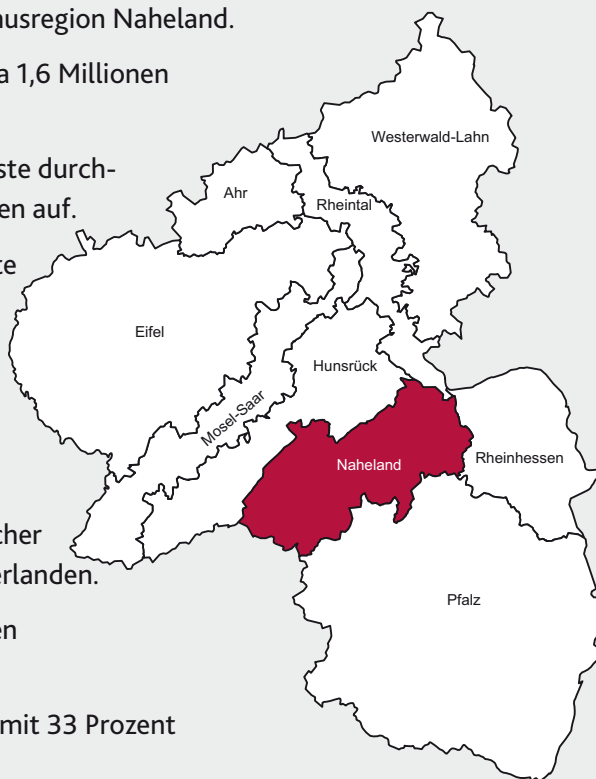 usregion Naheland.
a 1,6 Millionen
ste durch-
en auf.
te
cher
erlanden.
en
mit 33 Prozent
Westerwald-Lahn
Ahr
Rheintal
Eifel
Hunsrück
Mosel-Saar
Naheland
Rheinhessen
Pfalz